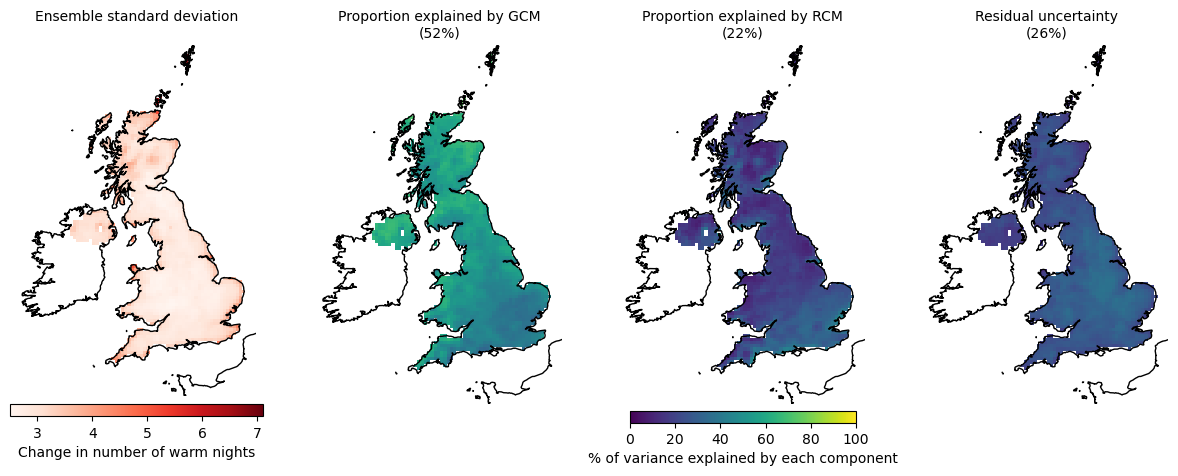 Ensemble standard deviation
Proportion explained by GCM
(52%)
Proportion explained by RCM
(22%)
Residual uncertainty
(26%)
3 4 5 6 7
Change in number of warm nights
0 20 40 60 80 100
% of variance explained by each component